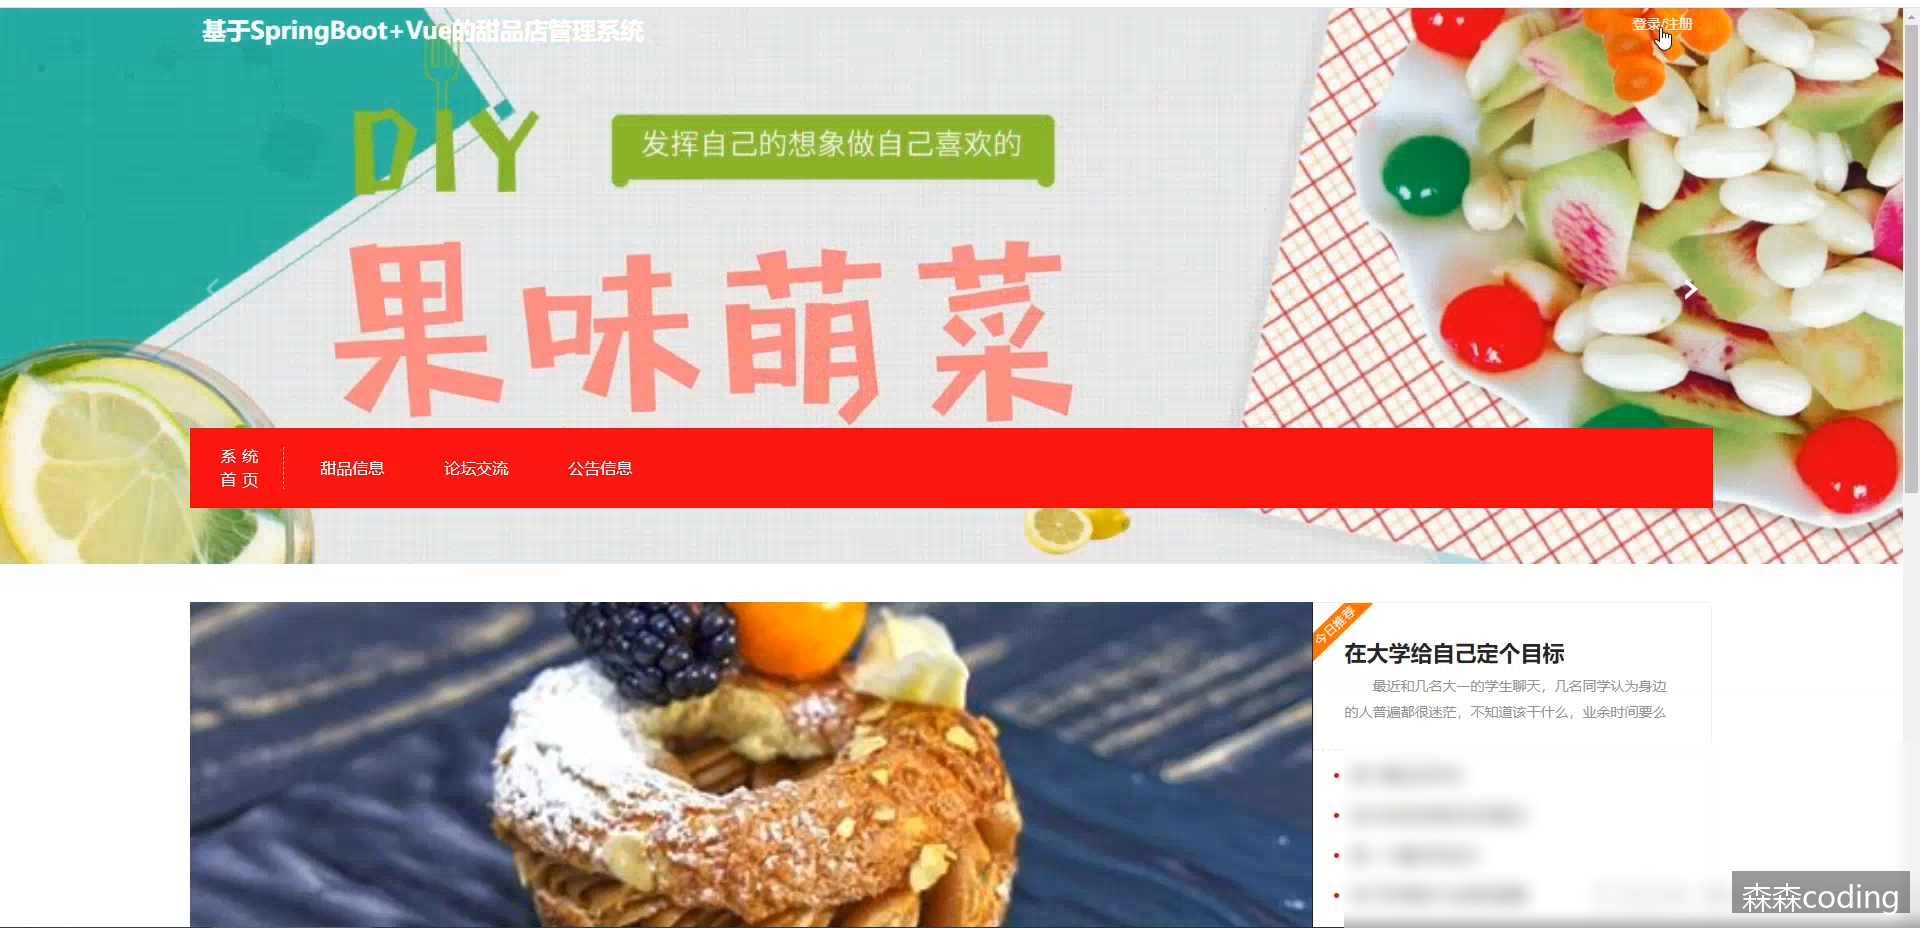 基于SpringBoot+Vue的甜品店管理系统
登录/注册
DIY
发挥自己的想象做自己喜欢的
果味萌菜
系统
首页
甜品信息
论坛交流
公告信息
今日推荐
在大学给自己定个目标
最近和几名大一的学生聊天，几名同学认为身边
的人普遍都很迷茫，不知道该干什么，业余时间要么
森森coding